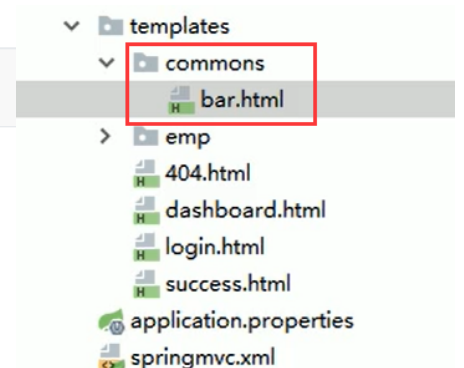 templates
commons
bar.html
emp
404.html
dashboard.html
login.html
success.html
application.properties
springmvc.xml